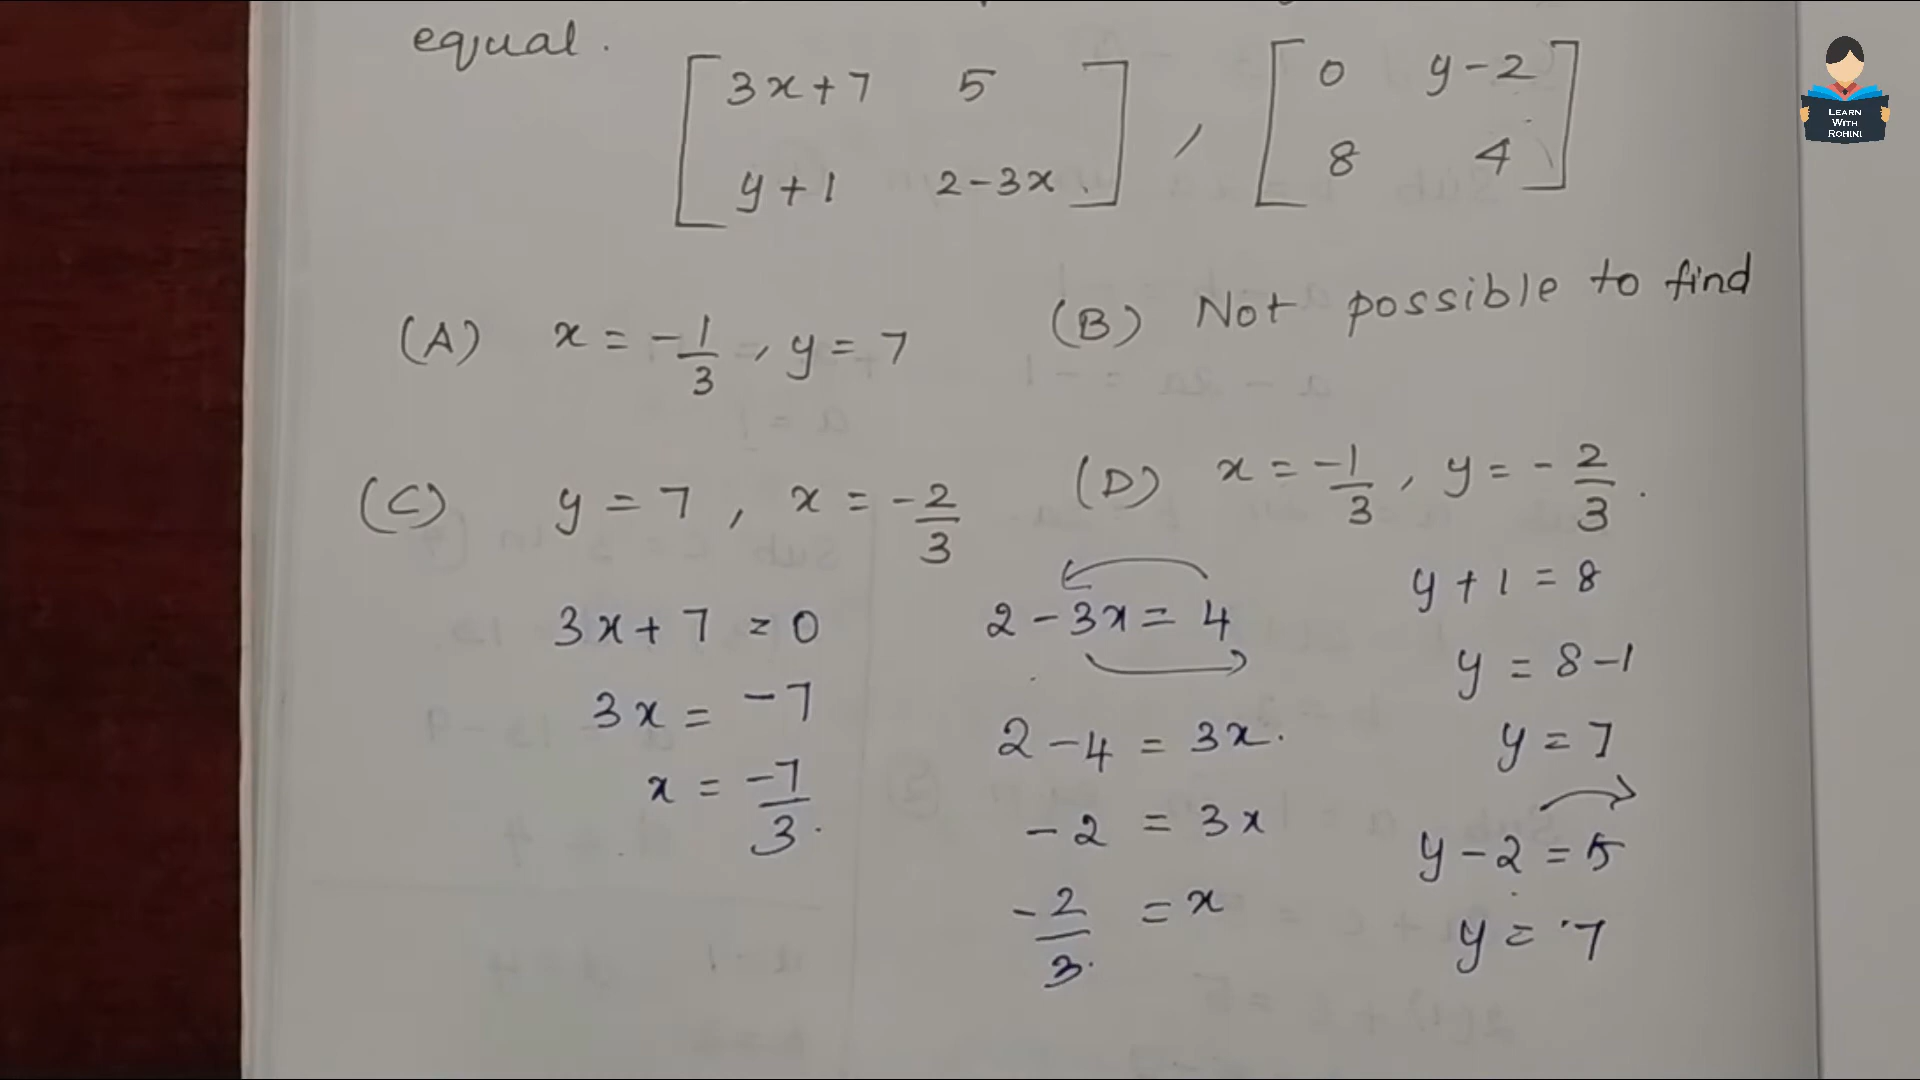 equal.
[ 3x+7 5 ] , [ 0 y-2 ]
[ y+1 2-3x ] [ 8 4 ]
(A) x = -1/3 , y = 7
(B) Not possible to find
(C) y = 7 , x = -2/3
(D) x = -1/3 , y = -2/3 .
3x+7 = 0
3x = -7
x = -7/3.
2-3x = 4
2-4 = 3x.
-2 = 3x
-2/3. = x
y+1 = 8
y = 8-1
y = 7
y-2 = 5
y = 7
LEARN
WITH
ROHINI